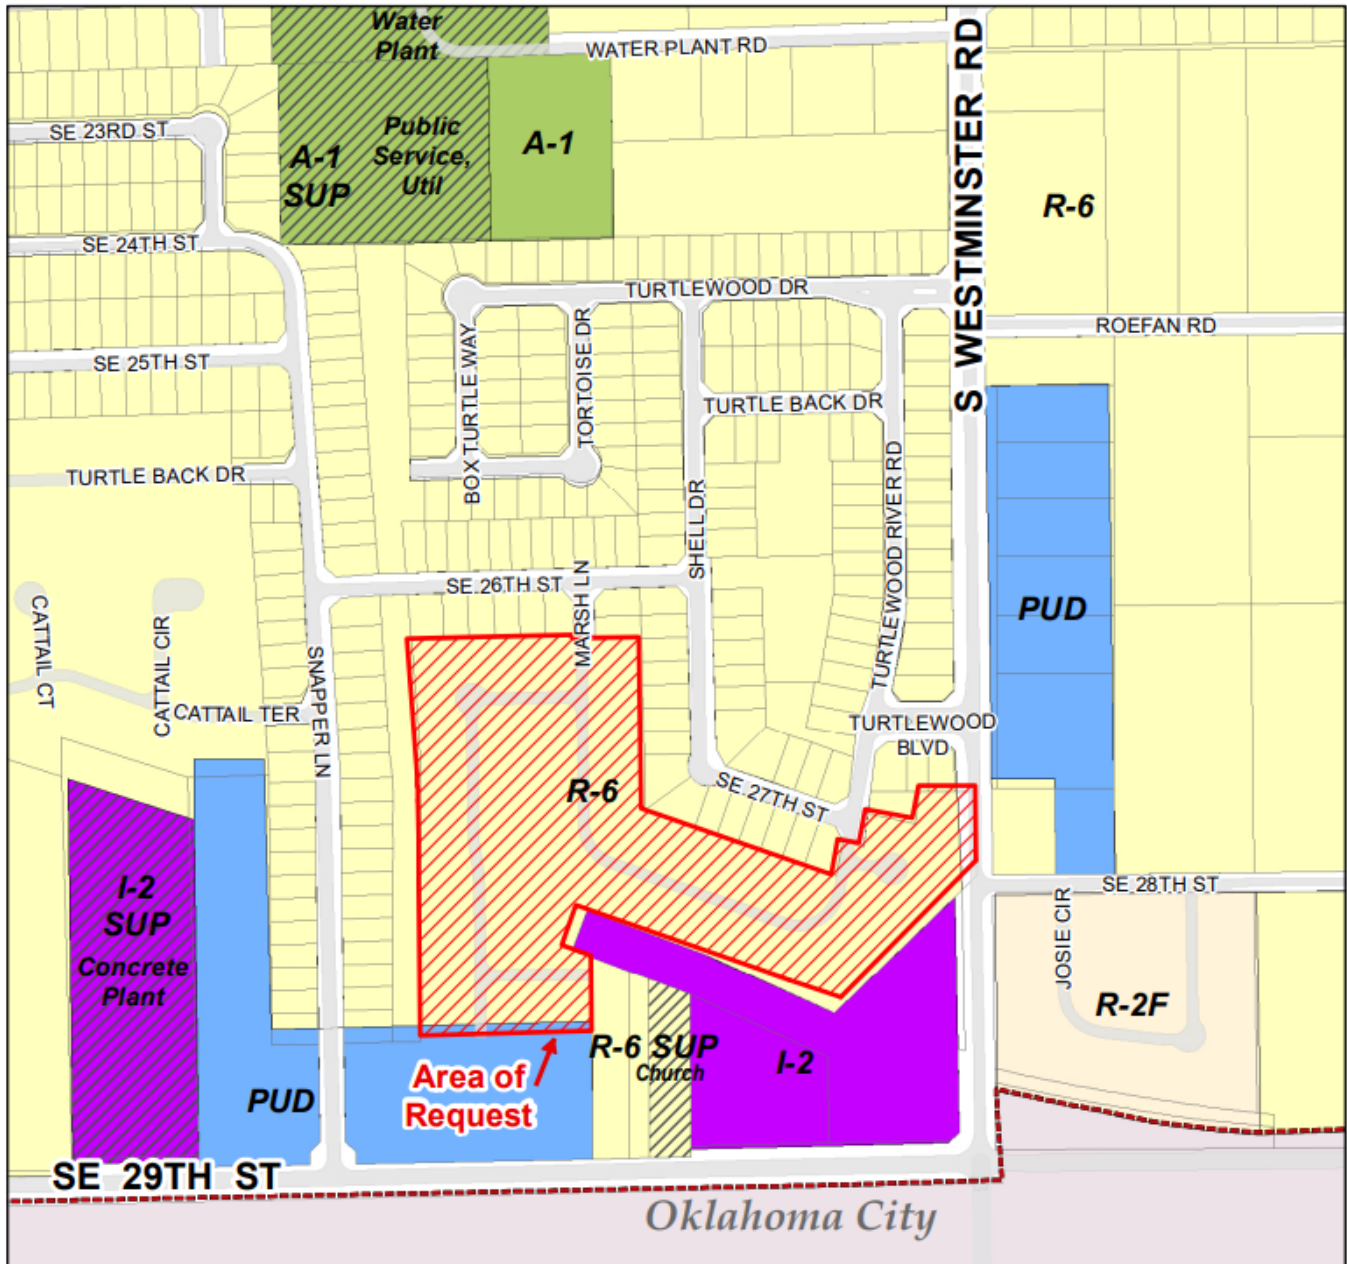 Water
Plant
WATER PLANT RD
S WESTMINSTER RD
SE 23RD ST
Public
Service,
Util
A-1
A-1
SUP
R-6
SE 24TH ST
TURTLEWOOD DR
ROEFAN RD
SE 25TH ST
BOX TURTLE WAY
TORTOISE DR
TURTLE BACK DR
TURTLE BACK DR
SHELL DR
TURTLEWOOD RIVER RD
SE 26TH ST
MARSH LN
PUD
CATTAIL CT
CATTAIL CIR
CATTAIL TER
SNAPPER LN
TURTLEWOOD
BLVD
R-6
SE 27TH ST
I-2
SUP
Concrete
Plant
SE 28TH ST
JOSIE CIR
R-2F
R-6 SUP
Church
I-2
Area of
Request
PUD
SE 29TH ST
Oklahoma City